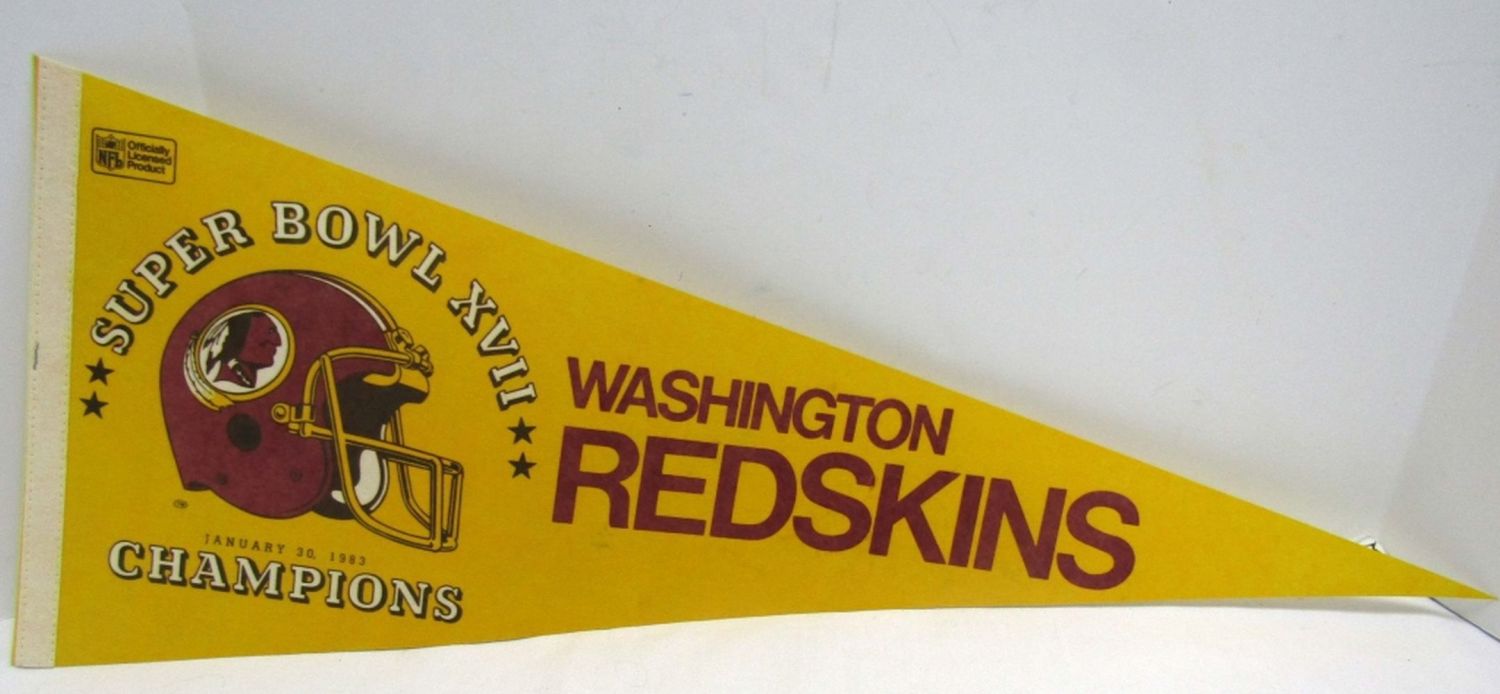 NFL
Officially
Licensed
Product
SUPER BOWL XVII
JANUARY 30, 1983
CHAMPIONS
WASHINGTON
REDSKINS